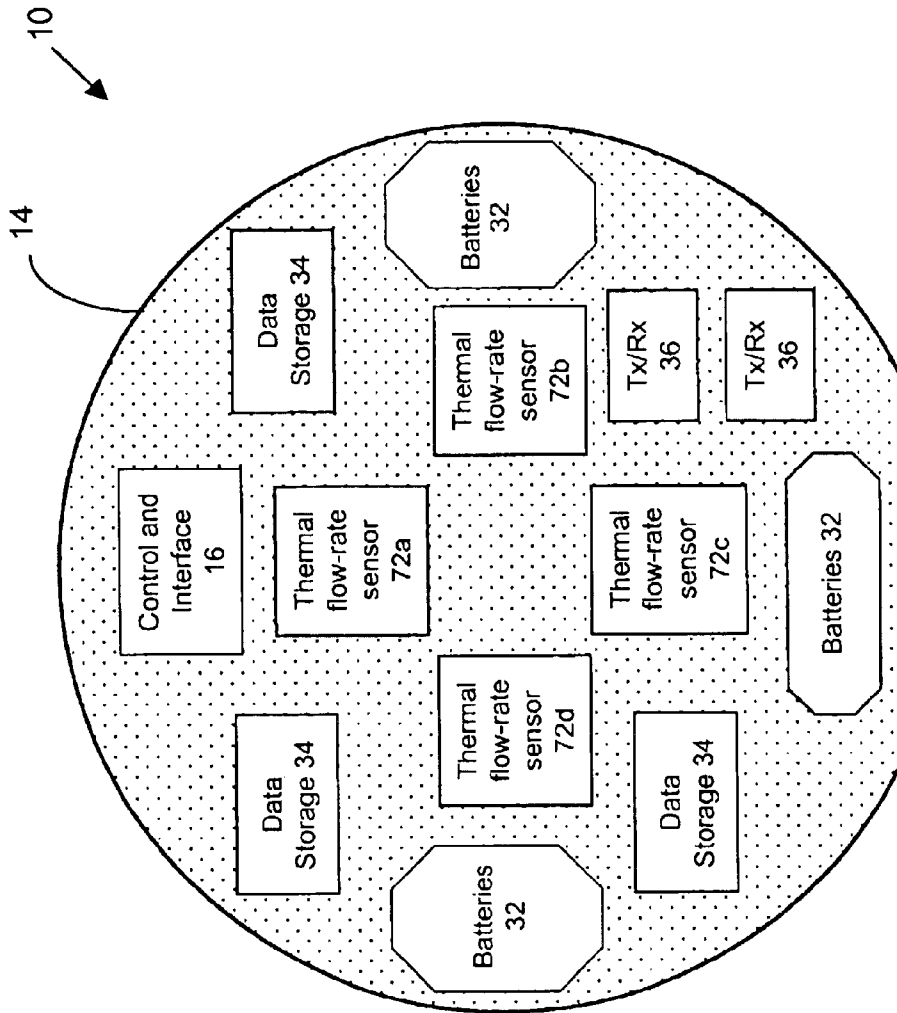 14
10
Control and
Interface
16
Data
Storage 34
Data
Storage 34
Thermal
flow-rate
sensor
72a
Batteries
32
Thermal
flow-rate
sensor
72d
Thermal
flow-rate
sensor
72b
Batteries
32
Data
Storage 34
Thermal
flow-rate
sensor
72c
Tx/Rx
36
Tx/Rx
36
Batteries 32